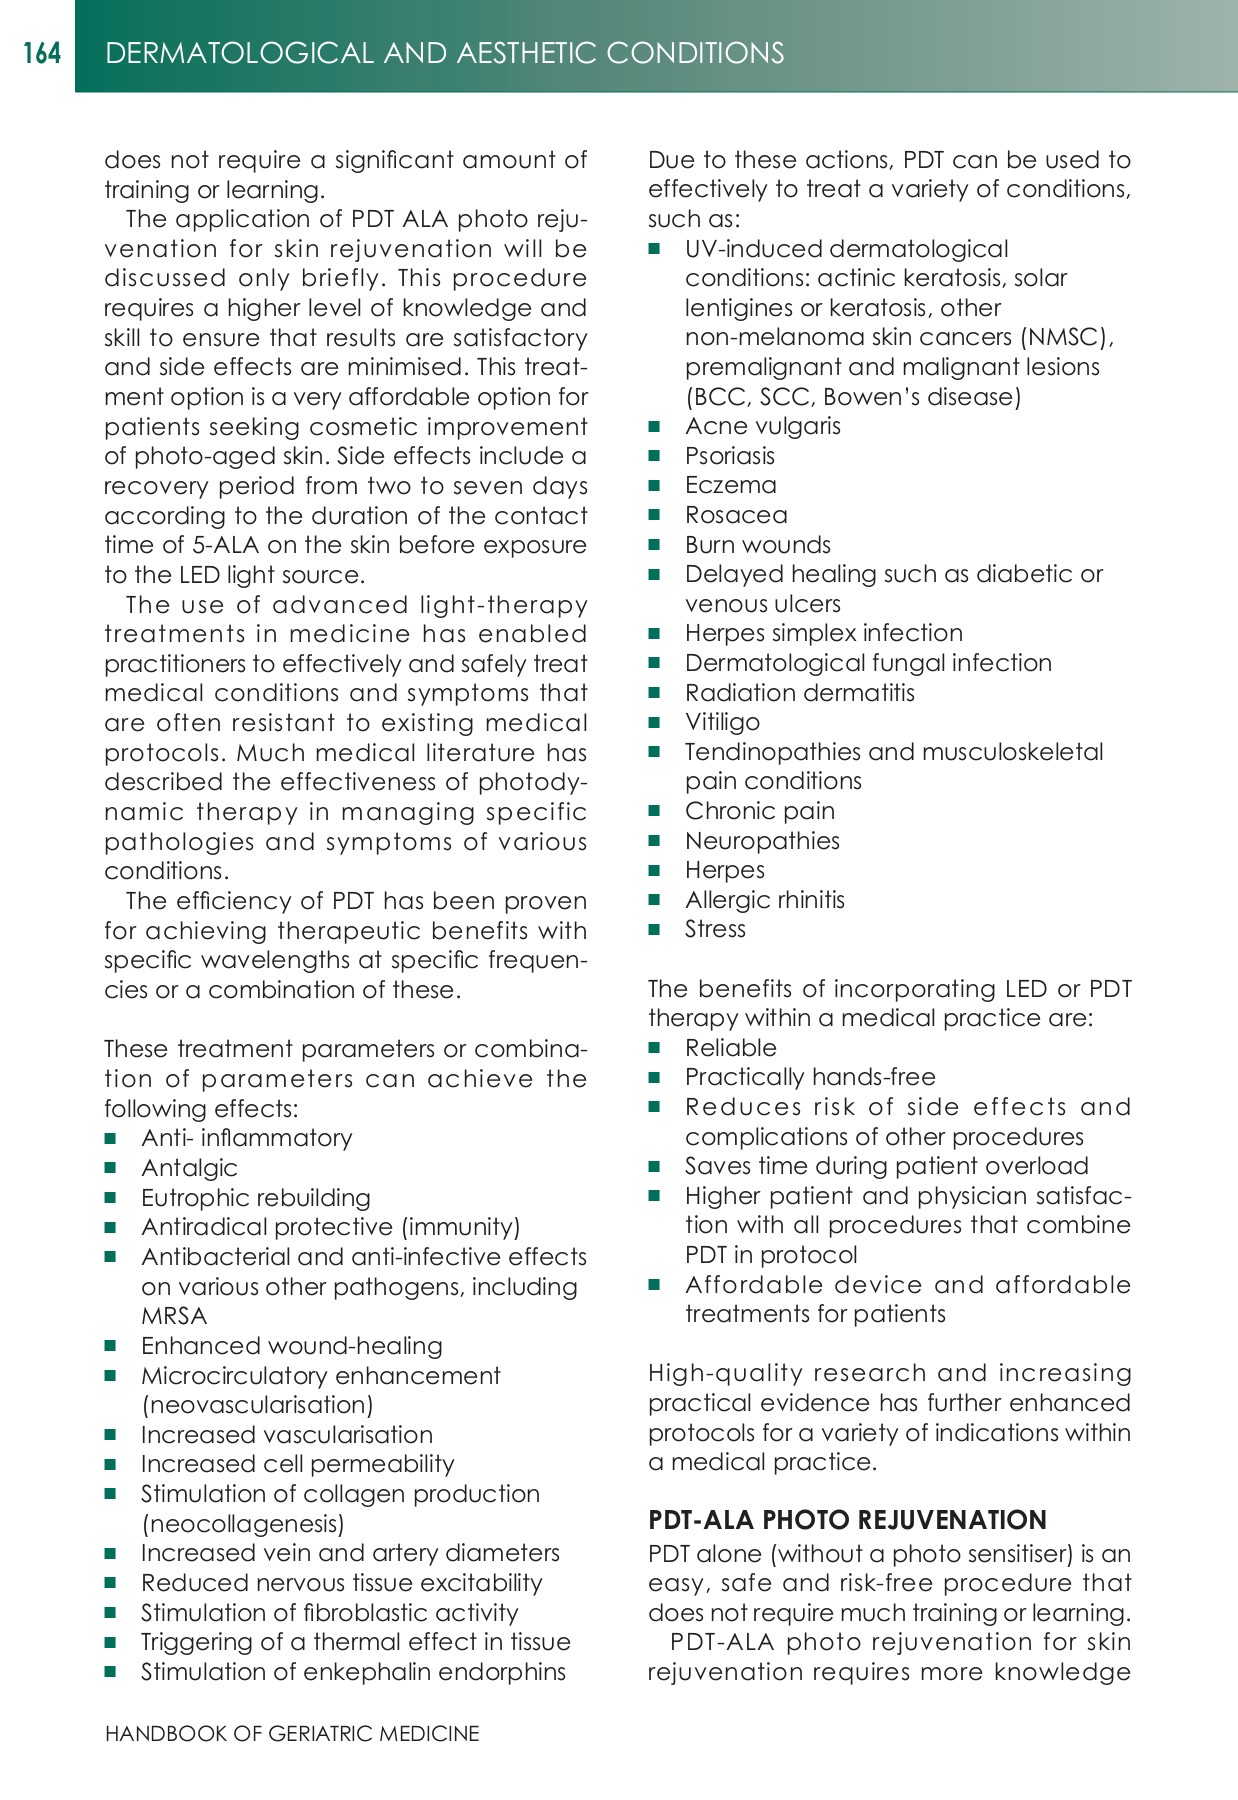 164
DERMATOLOGICAL AND AESTHETIC CONDITIONS
does not require a significant amount of
training or learning.
The application of PDT ALA photo reju-
venation for skin rejuvenation will be
discussed only briefly. This procedure
requires a higher level of knowledge and
skill to ensure that results are satisfactory
and side effects are minimised. This treat-
ment option is a very affordable option for
patients seeking cosmetic improvement
of photo-aged skin. Side effects include a
recovery period from two to seven days
according to the duration of the contact
time of 5-ALA on the skin before exposure
to the LED light source.
The use of advanced light-therapy
treatments in medicine has enabled
practitioners to effectively and safely treat
medical conditions and symptoms that
are often resistant to existing medical
protocols. Much medical literature has
described the effectiveness of photody-
namic therapy in managing specific
pathologies and symptoms of various
conditions.
The efficiency of PDT has been proven
for achieving therapeutic benefits with
specific wavelengths at specific frequen-
cies or a combination of these.
These treatment parameters or combina-
tion of parameters can achieve the
following effects:
■ Anti- inflammatory
■ Antalgic
■ Eutrophic rebuilding
■ Antiradical protective (immunity)
■ Antibacterial and anti-infective effects
on various other pathogens, including
MRSA
■ Enhanced wound-healing
■ Microcirculatory enhancement
(neovascularisation)
■ Increased vascularisation
■ Increased cell permeability
■ Stimulation of collagen production
(neocollagenesis)
■ Increased vein and artery diameters
■ Reduced nervous tissue excitability
■ Stimulation of fibroblastic activity
■ Triggering of a thermal effect in tissue
■ Stimulation of enkephalin endorphins
Due to these actions, PDT can be used to
effectively to treat a variety of conditions,
such as:
■ UV-induced dermatological
conditions: actinic keratosis, solar
lentigines or keratosis, other
non-melanoma skin cancers (NMSC),
premalignant and malignant lesions
(BCC, SCC, Bowen’s disease)
■ Acne vulgaris
■ Psoriasis
■ Eczema
■ Rosacea
■ Burn wounds
■ Delayed healing such as diabetic or
venous ulcers
■ Herpes simplex infection
■ Dermatological fungal infection
■ Radiation dermatitis
■ Vitiligo
■ Tendinopathies and musculoskeletal
pain conditions
■ Chronic pain
■ Neuropathies
■ Herpes
■ Allergic rhinitis
■ Stress
The benefits of incorporating LED or PDT
therapy within a medical practice are:
■ Reliable
■ Practically hands-free
■ Reduces risk of side effects and
complications of other procedures
■ Saves time during patient overload
■ Higher patient and physician satisfac-
tion with all procedures that combine
PDT in protocol
■ Affordable device and affordable
treatments for patients
High-quality research and increasing
practical evidence has further enhanced
protocols for a variety of indications within
a medical practice.
PDT-ALA PHOTO REJUVENATION
PDT alone (without a photo sensitiser) is an
easy, safe and risk-free procedure that
does not require much training or learning.
PDT-ALA photo rejuvenation for skin
rejuvenation requires more knowledge
HANDBOOK OF GERIATRIC MEDICINE